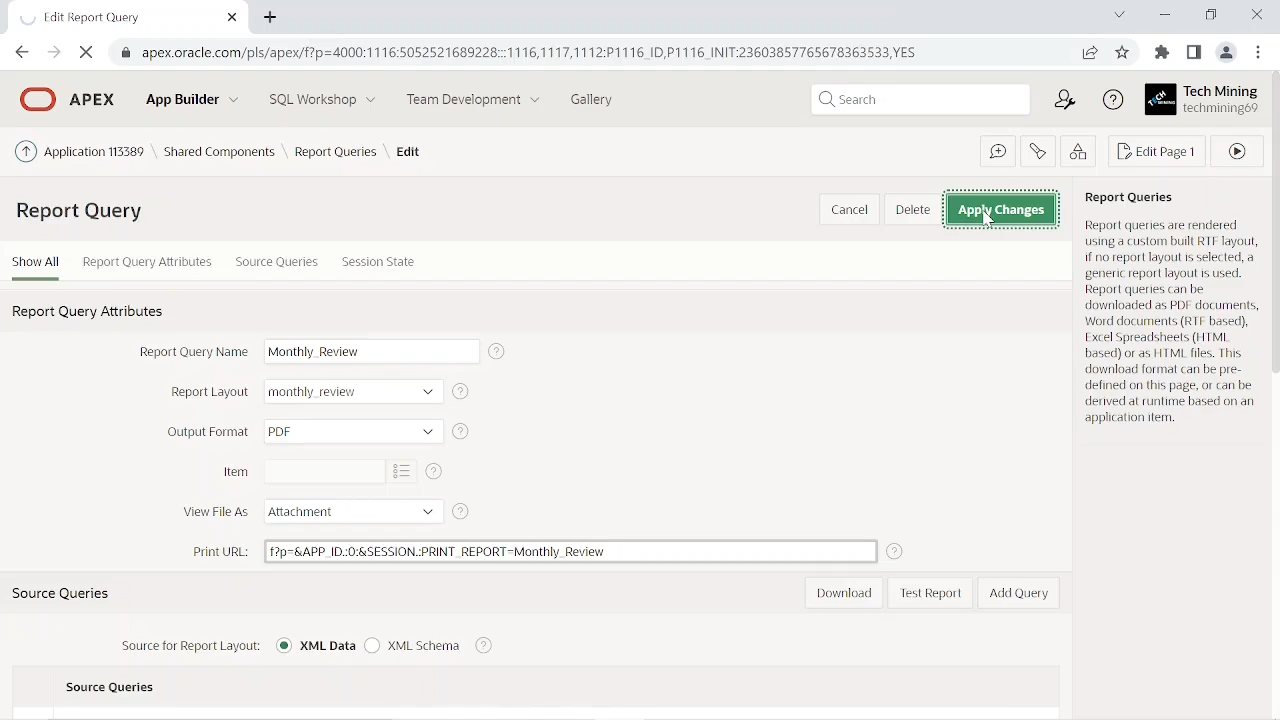 Edit Report Query
apex.oracle.com/pls/apex/f?p=4000:1116:5052521689228:::1116,1117,1112:P1116_ID,P1116_INIT:23603857765678363533,YES
APEX App Builder SQL Workshop Team Development Gallery Search Tech Mining
techmining69
Application 113389 \ Shared Components \ Report Queries \ Edit Edit Page 1
Report Query Cancel Delete Apply Changes
Show All Report Query Attributes Source Queries Session State
Report Query Attributes
Report Query Name Monthly_Review
Report Layout monthly_review
Output Format PDF
Item
View File As Attachment
Print URL: f?p=&APP_ID.:0:&SESSION.:PRINT_REPORT=Monthly_Review
Source Queries Download Test Report Add Query
Source for Report Layout: XML Data XML Schema
Source Queries
Report Queries
Report queries are rendered
using a custom built RTF layout,
if no report layout is selected, a
generic report layout is used.
Report queries can be
downloaded as PDF documents,
Word documents (RTF based),
Excel Spreadsheets (HTML
based) or as HTML files. This
download format can be pre-
defined on this page, or can be
derived at runtime based on an
application item.